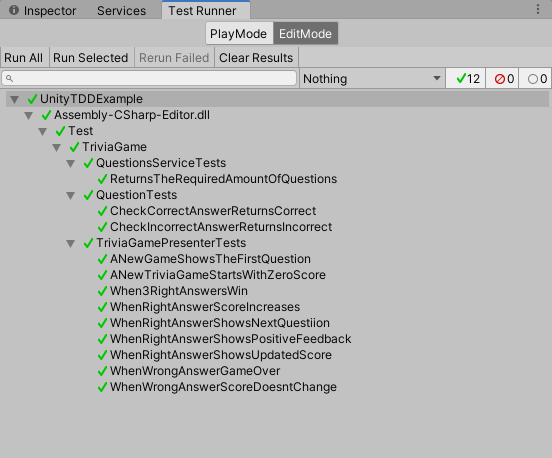 Inspector Services Test Runner
PlayMode EditMode
Run All Run Selected Rerun Failed Clear Results
Nothing 12 0 0
UnityTDDExample
Assembly-CSharp-Editor.dll
Test
TriviaGame
QuestionsServiceTests
ReturnsTheRequiredAmountOfQuestions
QuestionTests
CheckCorrectAnswerReturnsCorrect
CheckIncorrectAnswerReturnsIncorrect
TriviaGamePresenterTests
ANewGameShowsTheFirstQuestion
ANewTriviaGameStartsWithZeroScore
When3RightAnswersWin
WhenRightAnswerScoreIncreases
WhenRightAnswerShowsNextQuestiion
WhenRightAnswerShowsPositiveFeedback
WhenRightAnswerShowsUpdatedScore
WhenWrongAnswerGameOver
WhenWrongAnswerScoreDoesntChange